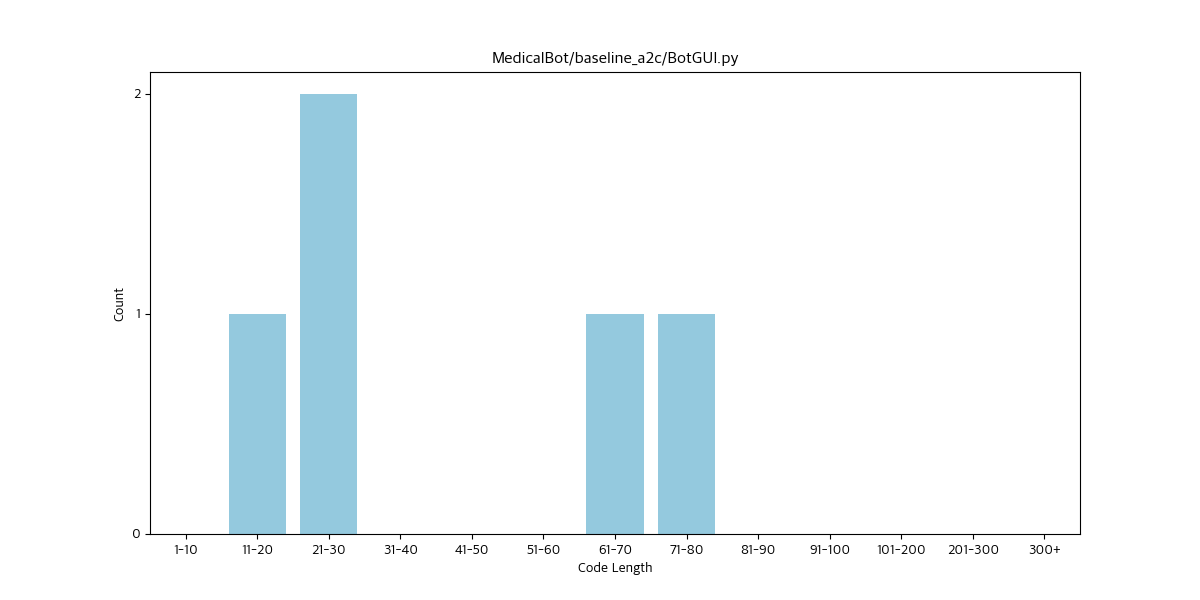 MedicalBot/baseline_a2c/BotGUI.py
Count
2
1
0
1-10 11-20 21-30 31-40 41-50 51-60 61-70 71-80 81-90 91-100 101-200 201-300 300+
Code Length